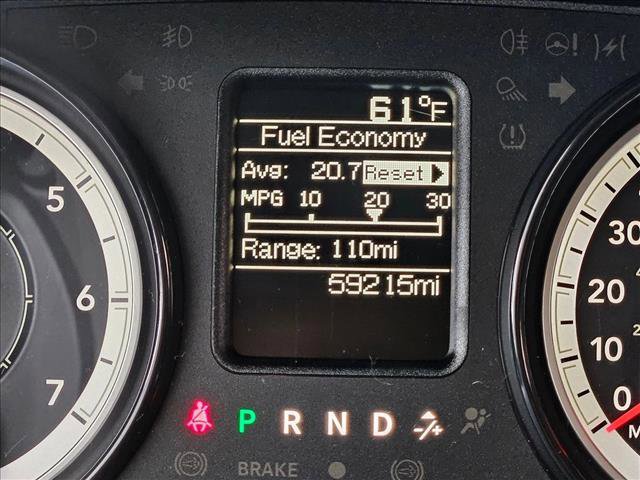 61°F
Fuel Economy
Avg: 20.7 Reset
MPG 10 20 30
Range: 110mi
59215mi
5
6
7
30
20
10
0
P R N D -/+
BRAKE